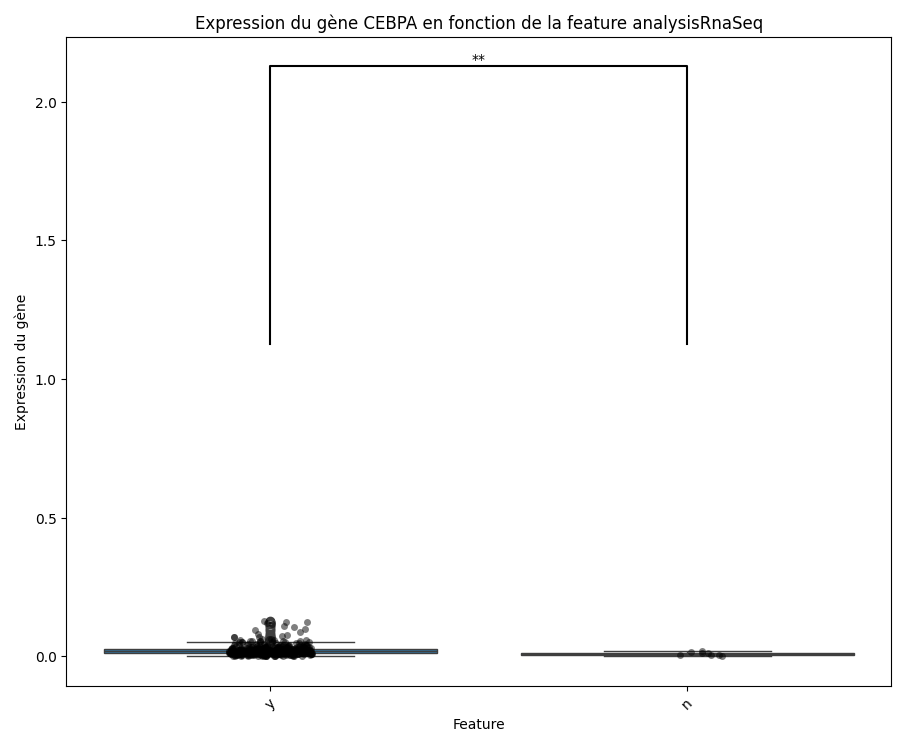 Expression du gène CEBPA en fonction de la feature analysisRnaSeq
**
2.0
1.5
1.0
0.5
0.0
Expression du gène
y
n
Feature